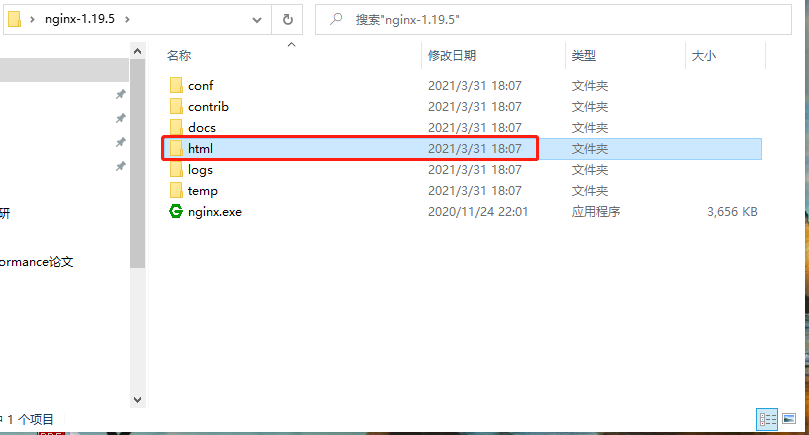 nginx-1.19.5
搜索"nginx-1.19.5"
名称 修改日期 类型 大小
conf 2021/3/31 18:07 文件夹
contrib 2021/3/31 18:07 文件夹
docs 2021/3/31 18:07 文件夹
html 2021/3/31 18:07 文件夹
logs 2021/3/31 18:07 文件夹
temp 2021/3/31 18:07 文件夹
nginx.exe 2020/11/24 22:01 应用程序 3,656 KB
研
ormance论文
1 个项目